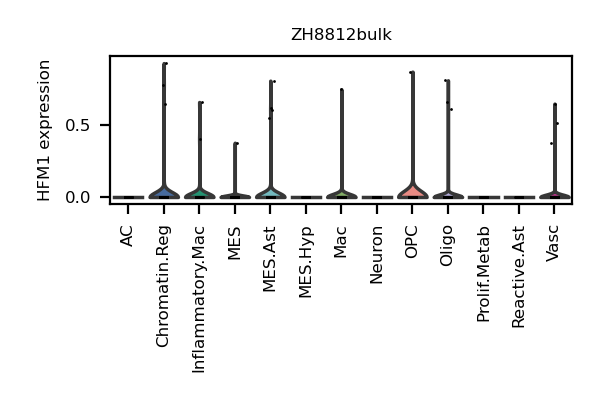 ZH8812bulk
HFM1 expression
0.5
0.0
AC
Chromatin.Reg
Inflammatory.Mac
MES
MES.Ast
MES.Hyp
Mac
Neuron
OPC
Oligo
Prolif.Metab
Reactive.Ast
Vasc